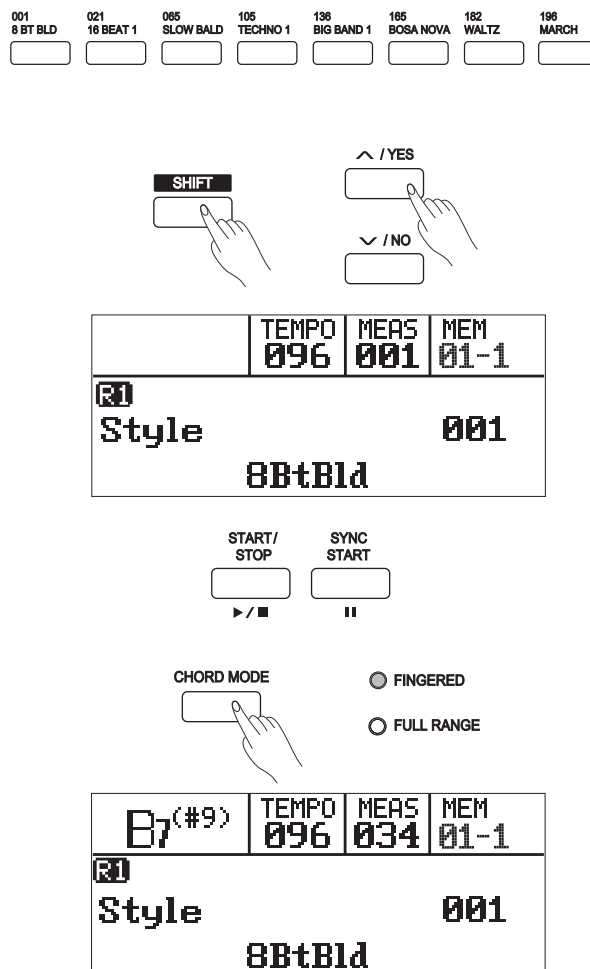 001 021 065 105 136 165 182 196
8 BT BLD 16 BEAT 1 SLOW BALD TECHNO 1 BIG BAND 1 BOSA NOVA WALTZ MARCH
∧ / YES
SHIFT
∨ / NO
TEMPO MEAS MEM
096 001 01-1
R1
Style 001
8BtBld
START/ SYNC
STOP START
▶/■ II
CHORD MODE
FINGERED
FULL RANGE
B7(#9) TEMPO MEAS MEM
096 034 01-1
R1
Style 001
8BtBld